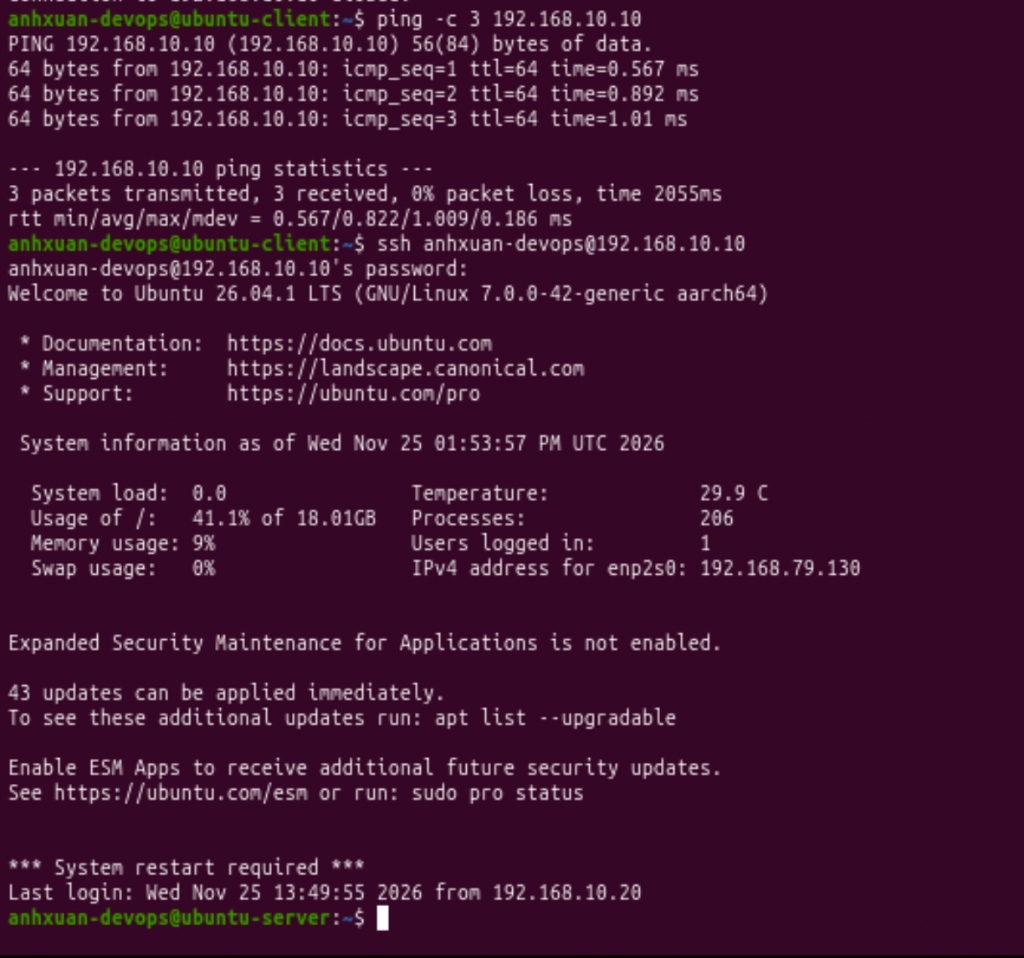 anhxuan-devops@ubuntu-client:~$ ping -c 3 192.168.10.10
PING 192.168.10.10 (192.168.10.10) 56(84) bytes of data.
64 bytes from 192.168.10.10: icmp_seq=1 ttl=64 time=0.567 ms
64 bytes from 192.168.10.10: icmp_seq=2 ttl=64 time=0.892 ms
64 bytes from 192.168.10.10: icmp_seq=3 ttl=64 time=1.01 ms
--- 192.168.10.10 ping statistics ---
3 packets transmitted, 3 received, 0% packet loss, time 2055ms
rtt min/avg/max/mdev = 0.567/0.822/1.009/0.186 ms
anhxuan-devops@ubuntu-client:~$ ssh anhxuan-devops@192.168.10.10
anhxuan-devops@192.168.10.10's password:
Welcome to Ubuntu 26.04.1 LTS (GNU/Linux 7.0.0-42-generic aarch64)
* Documentation: https://docs.ubuntu.com
* Management: https://landscape.canonical.com
* Support: https://ubuntu.com/pro
System information as of Wed Nov 25 01:53:57 PM UTC 2026
System load: 0.0 Temperature: 29.9 C
Usage of /: 41.1% of 18.01GB Processes: 206
Memory usage: 9% Users logged in: 1
Swap usage: 0% IPv4 address for enp2s0: 192.168.79.130
Expanded Security Maintenance for Applications is not enabled.
43 updates can be applied immediately.
To see these additional updates run: apt list --upgradable
Enable ESM Apps to receive additional future security updates.
See https://ubuntu.com/esm or run: sudo pro status
*** System restart required ***
Last login: Wed Nov 25 13:49:55 2026 from 192.168.10.20
anhxuan-devops@ubuntu-server:~$